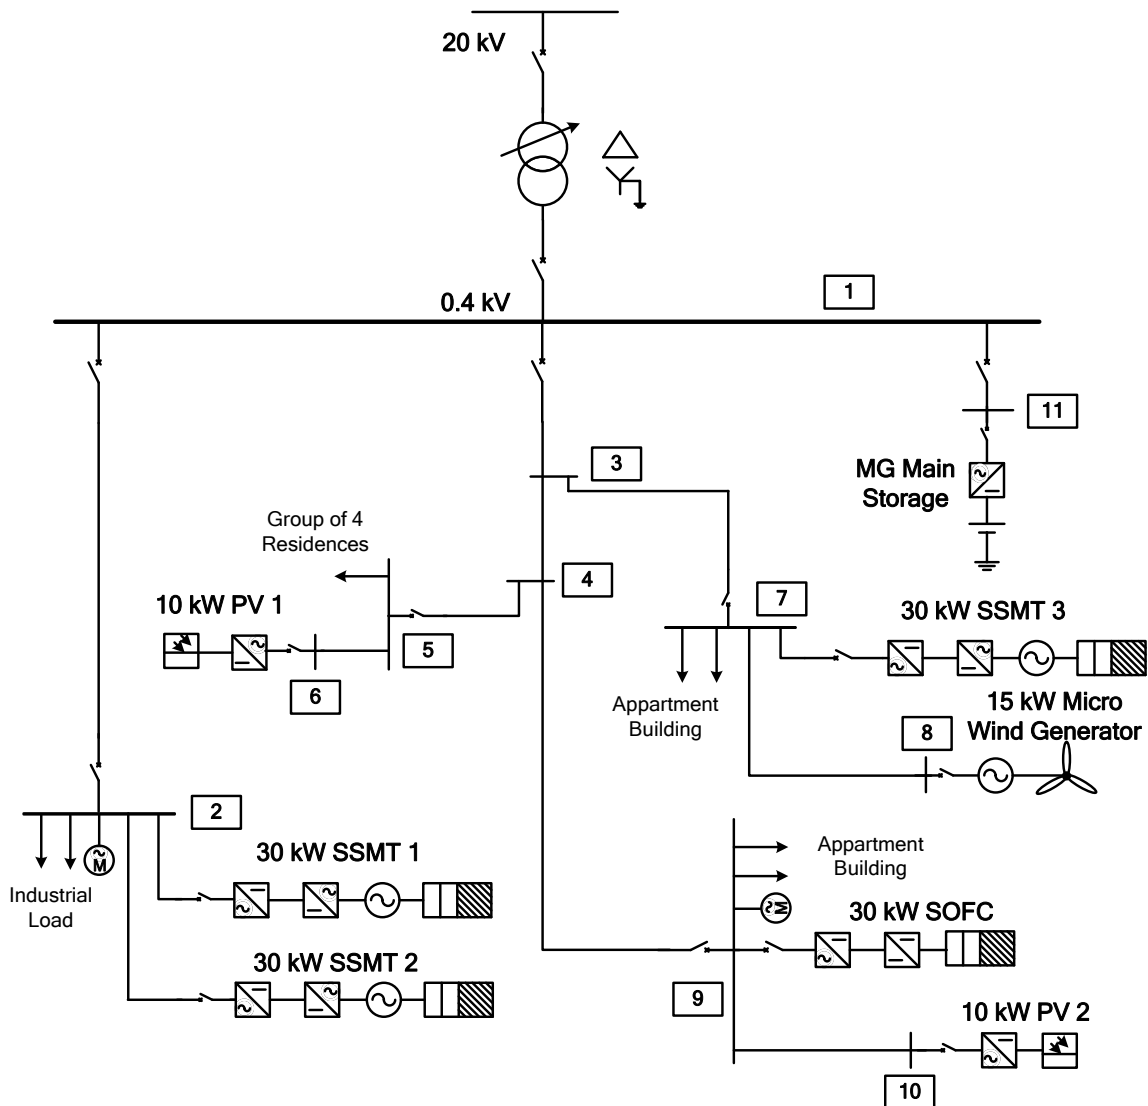 20 kV
0.4 kV
1
11
MG Main
Storage
3
Group of 4
Residences
4
10 kW PV 1
5
6
7
30 kW SSMT 3
Appartment
Building
15 kW Micro
Wind Generator
8
2
M
Industrial
Load
30 kW SSMT 1
30 kW SSMT 2
Appartment
Building
M
30 kW SOFC
9
10 kW PV 2
10